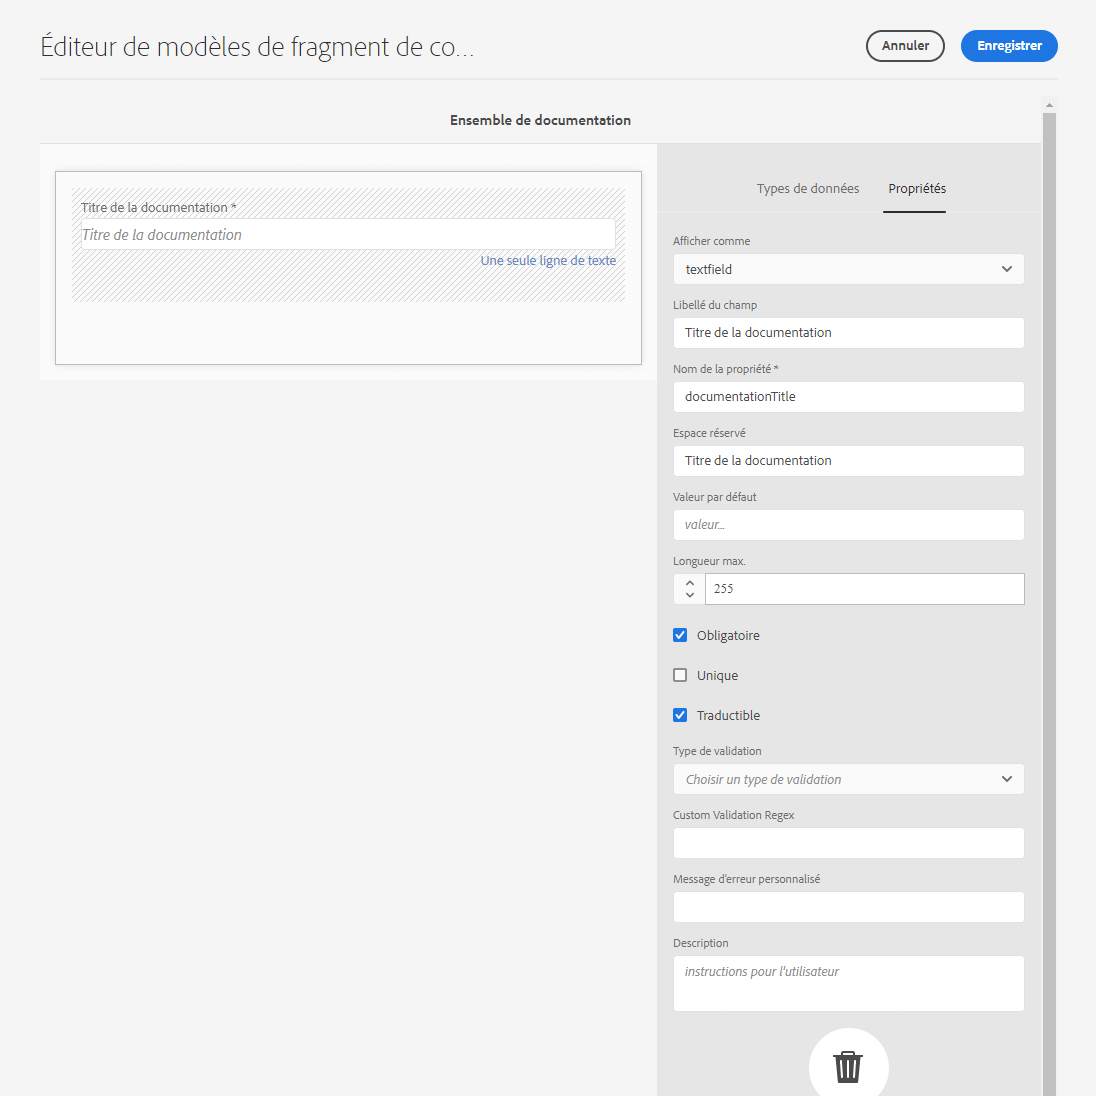 Éditeur de modèles de fragment de co...
Annuler
Enregistrer
Ensemble de documentation
Titre de la documentation *
Titre de la documentation
Une seule ligne de texte
Types de données
Propriétés
Afficher comme
textfield
Libellé du champ
Titre de la documentation
Nom de la propriété *
documentationTitle
Espace réservé
Titre de la documentation
Valeur par défaut
valeur...
Longueur max.
255
Obligatoire
Unique
Traductible
Type de validation
Choisir un type de validation
Custom Validation Regex
Message d'erreur personnalisé
Description
instructions pour l'utilisateur